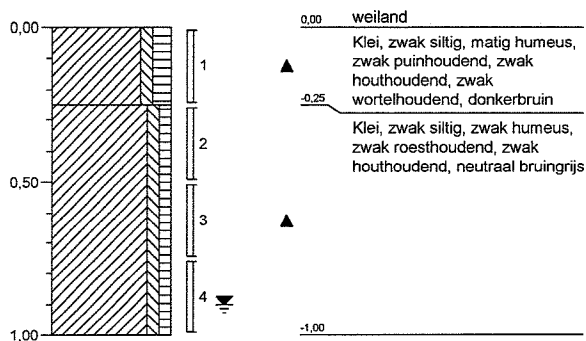 0,00
0,50
1,00
1
2
3
4
0,00 weiland
Klei, zwak siltig, matig humeus,
zwak puinhoudend, zwak
houthoudend, zwak
wortelhoudend, donkerbruin
-0,25
Klei, zwak siltig, zwak humeus,
zwak roesthoudend, zwak
houthoudend, neutraal bruingrijs
-1,00